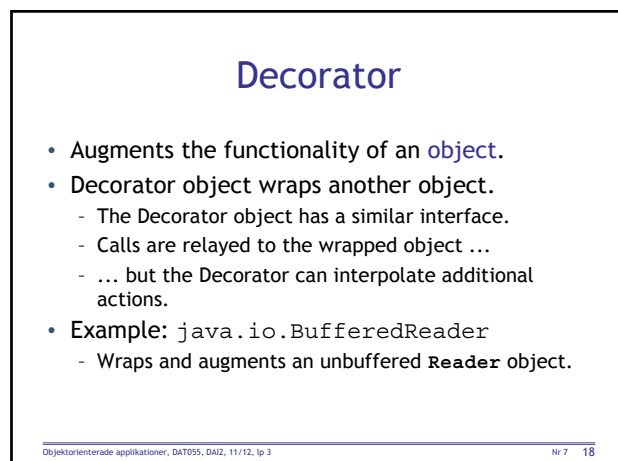 Decorator
• Augments the functionality of an object.
• Decorator object wraps another object.
– The Decorator object has a similar interface.
– Calls are relayed to the wrapped object ...
– ... but the Decorator can interpolate additional
actions.
• Example: java.io.BufferedReader
– Wraps and augments an unbuffered Reader object.
Objektorienterade applikationer, DAT055, DAI2, 11/12, lp 3
Nr 7 18